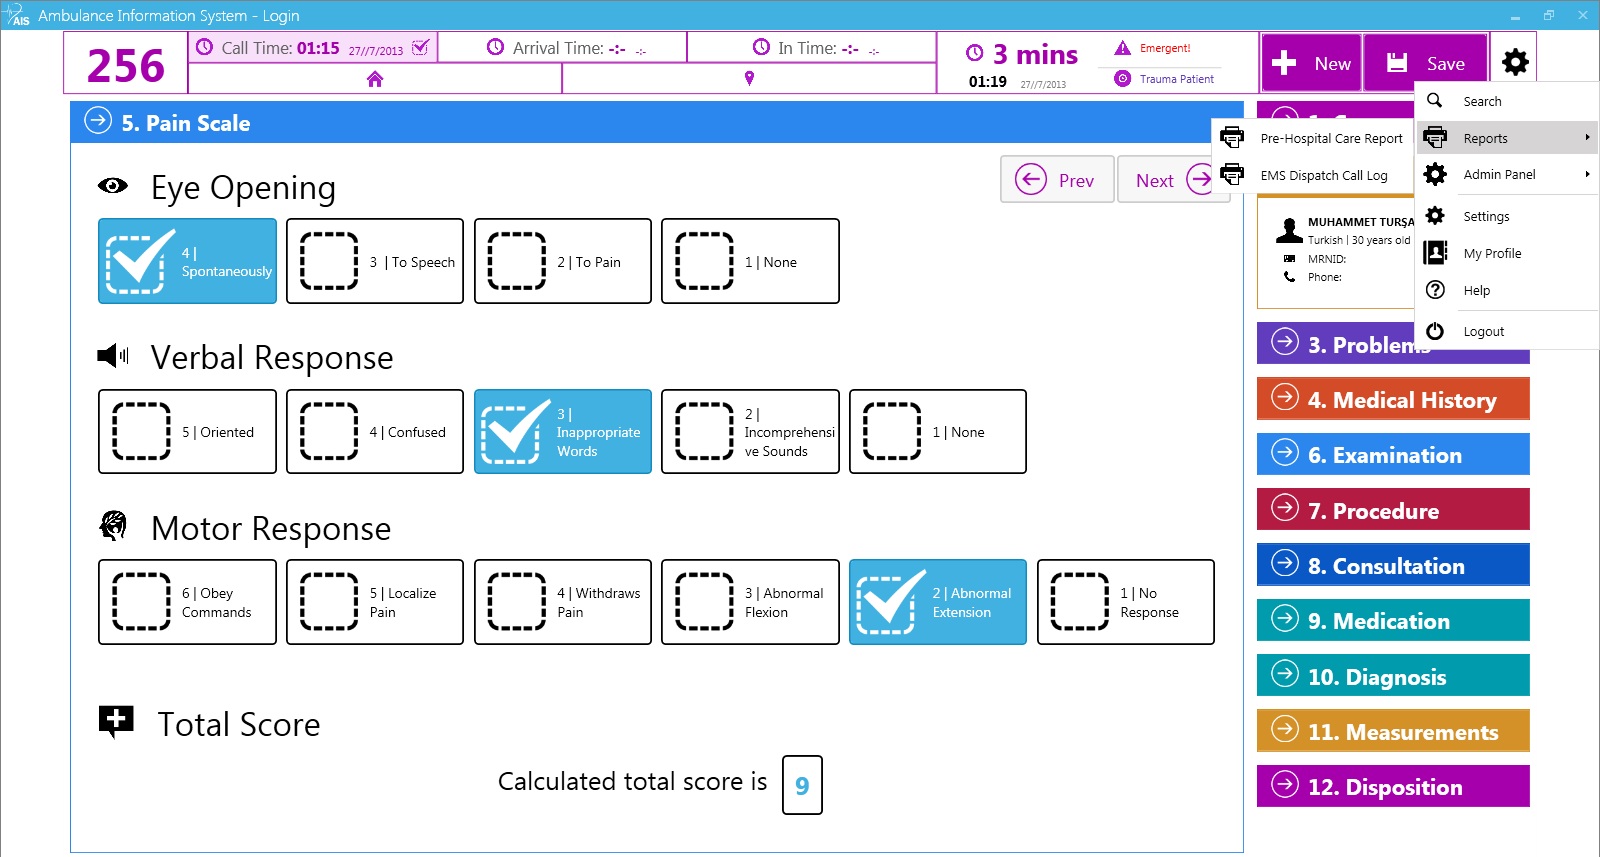 AIS
Ambulance Information System - Login
256
Call Time: 01:15 27//7/2013
Arrival Time: -:- -:-
In Time: -:- -:-
3 mins
01:19 27//7/2013
Emergent!
Trauma Patient
New
Save
5. Pain Scale
Search
Reports
Admin Panel
Settings
My Profile
Help
Logout
Pre-Hospital Care Report
EMS Dispatch Call Log
Prev
Next
Eye Opening
4 |
Spontaneously
3 | To Speech
2 | To Pain
1 | None
Verbal Response
5 | Oriented
4 | Confused
3 |
Inappropriate
Words
2 |
Incomprehensi
ve Sounds
1 | None
Motor Response
6 | Obey
Commands
5 | Localize
Pain
4 | Withdraws
Pain
3 | Abnormal
Flexion
2 | Abnormal
Extension
1 | No
Response
Total Score
Calculated total score is 9
MUHAMMET TURŞA
Turkish | 30 years old
MRNID:
Phone:
3. Problems
4. Medical History
6. Examination
7. Procedure
8. Consultation
9. Medication
10. Diagnosis
11. Measurements
12. Disposition